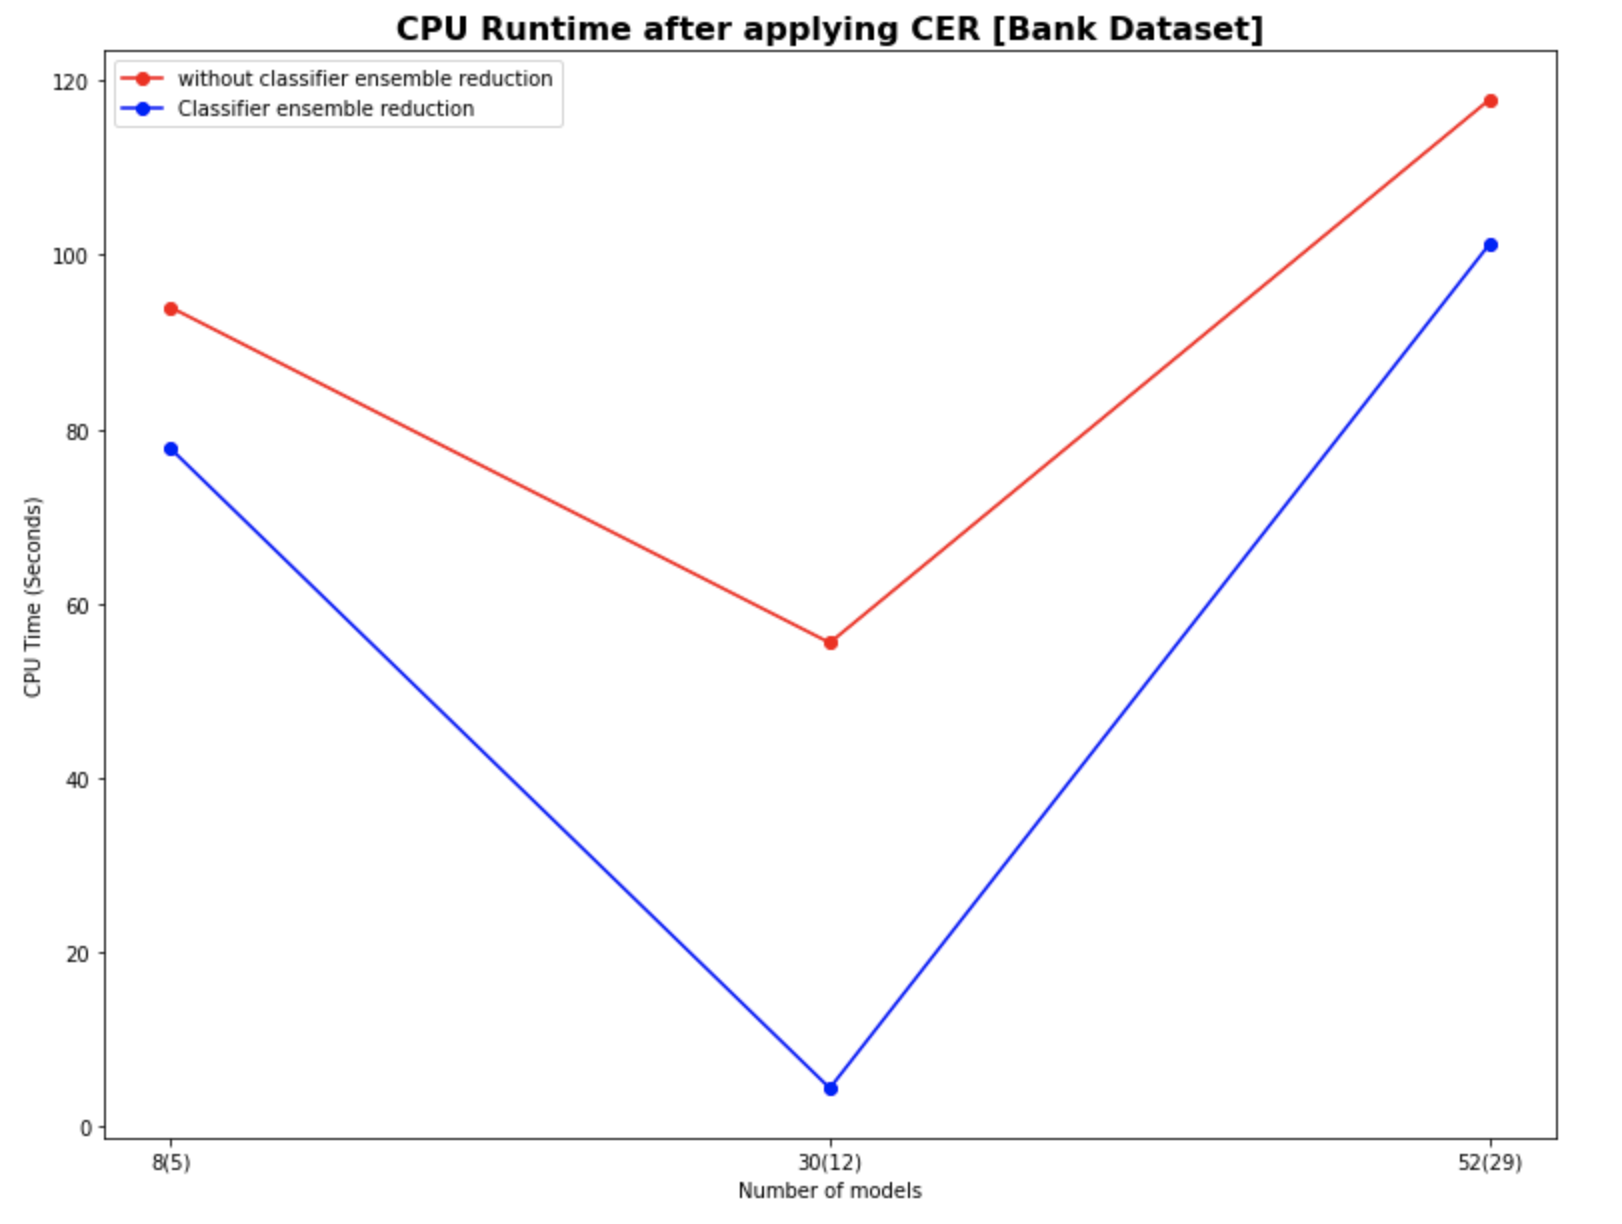 CPU Runtime after applying CER [Bank Dataset]
without classifier ensemble reduction
Classifier ensemble reduction
120
100
80
60
40
20
0
CPU Time (Seconds)
8(5)
30(12)
52(29)
Number of models